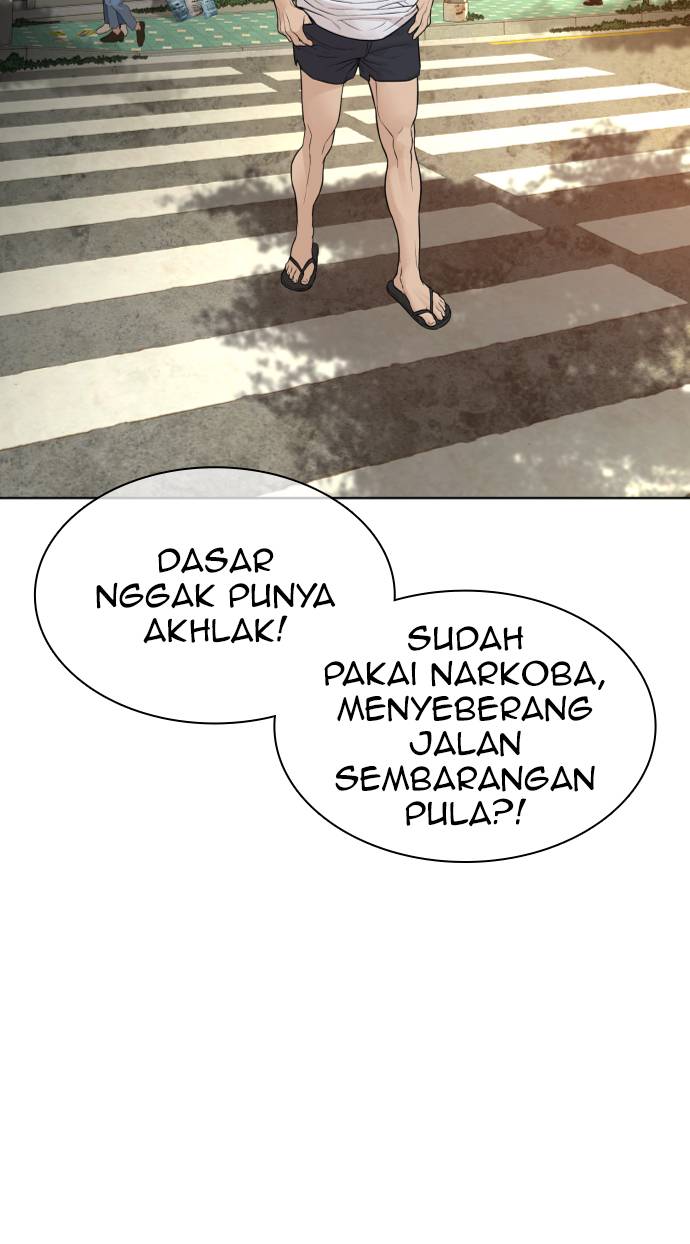 DASAR
NGGAK PUNYA
AKHLAK!
SUDAH
PAKAI NARKOBA,
MENYEBERANG
JALAN
SEMBARANGAN
PULA?!